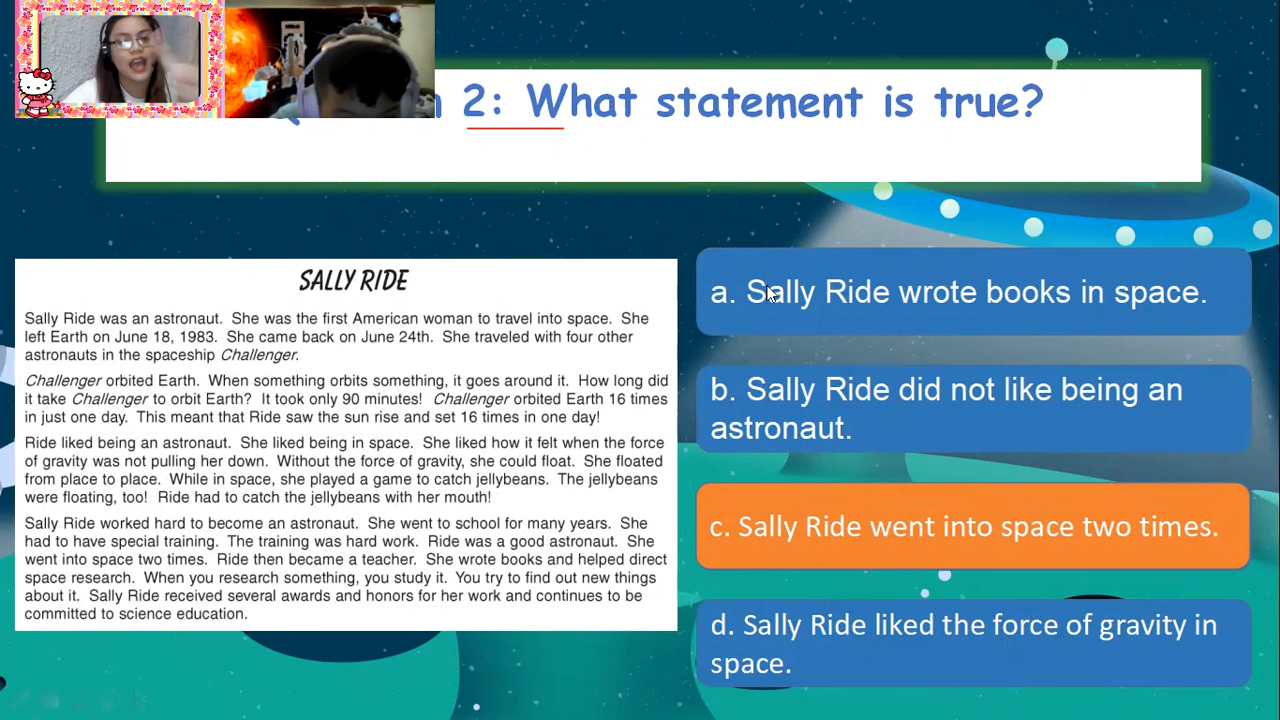 2: What statement is true?
SALLY RIDE
Sally Ride was an astronaut. She was the first American woman to travel into space. She
left Earth on June 18, 1983. She came back on June 24th. She traveled with four other
astronauts in the spaceship Challenger.
Challenger orbited Earth. When something orbits something, it goes around it. How long did
it take Challenger to orbit Earth? It took only 90 minutes! Challenger orbited Earth 16 times
in just one day. This meant that Ride saw the sun rise and set 16 times in one day!
Ride liked being an astronaut. She liked being in space. She liked how it felt when the force
of gravity was not pulling her down. Without the force of gravity, she could float. She floated
from place to place. While in space, she played a game to catch jellybeans. The jellybeans
were floating, too! Ride had to catch the jellybeans with her mouth!
Sally Ride worked hard to become an astronaut. She went to school for many years. She
had to have special training. The training was hard work. Ride was a good astronaut. She
went into space two times. Ride then became a teacher. She wrote books and helped direct
space research. When you research something, you study it. You try to find out new things
about it. Sally Ride received several awards and honors for her work and continues to be
committed to science education.
a. Sally Ride wrote books in space.
b. Sally Ride did not like being an
astronaut.
c. Sally Ride went into space two times.
d. Sally Ride liked the force of gravity in
space.